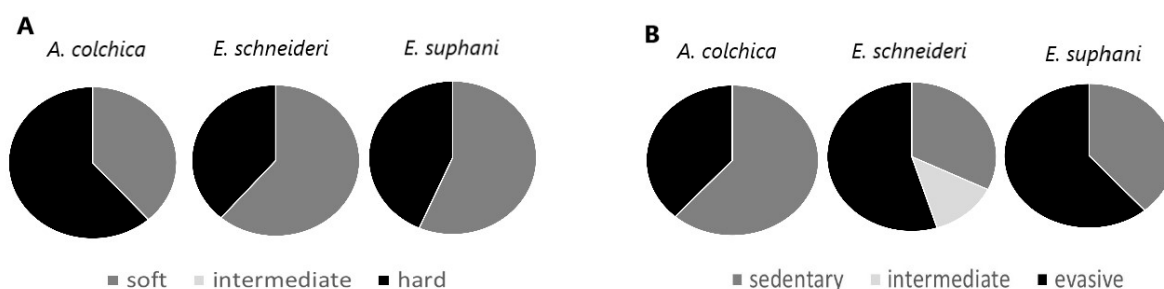 A
A. colchica E. schneideri E. suphani
soft intermediate hard
B
A. colchica E. schneideri E. suphani
sedentary intermediate evasive